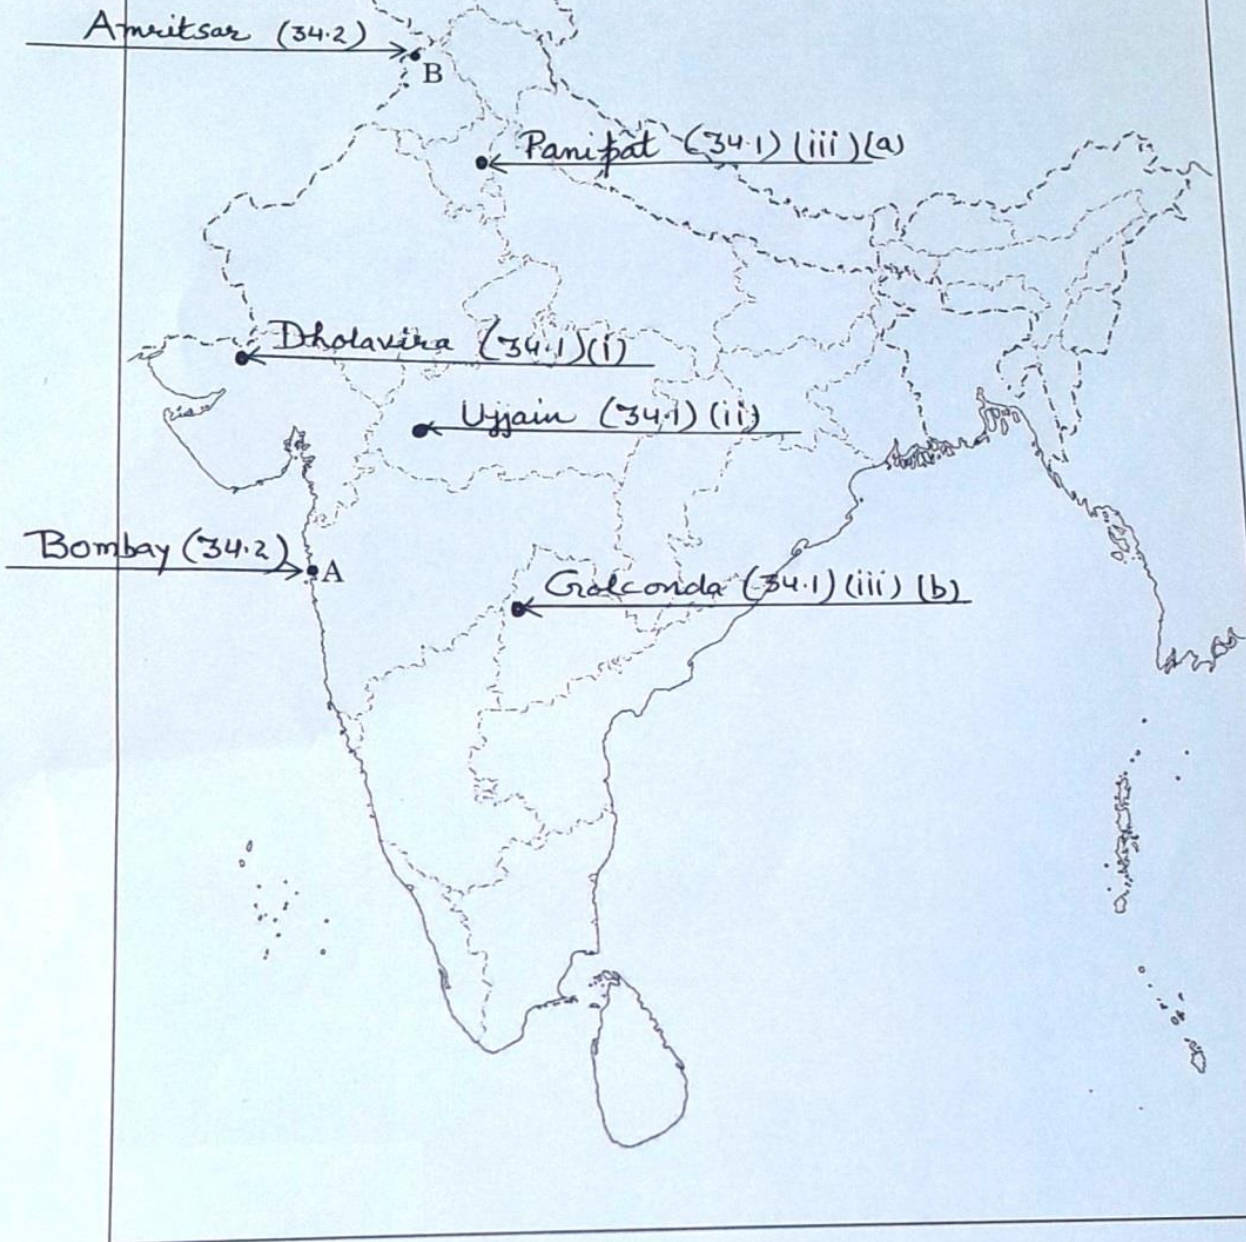 Amritsar (34.2)
B
Panipat (34.1) (iii) (a)
Dholavira (34.1) (i)
Ujjain (34.1) (ii)
Bombay (34.2)
A
Golconda (34.1) (iii) (b)